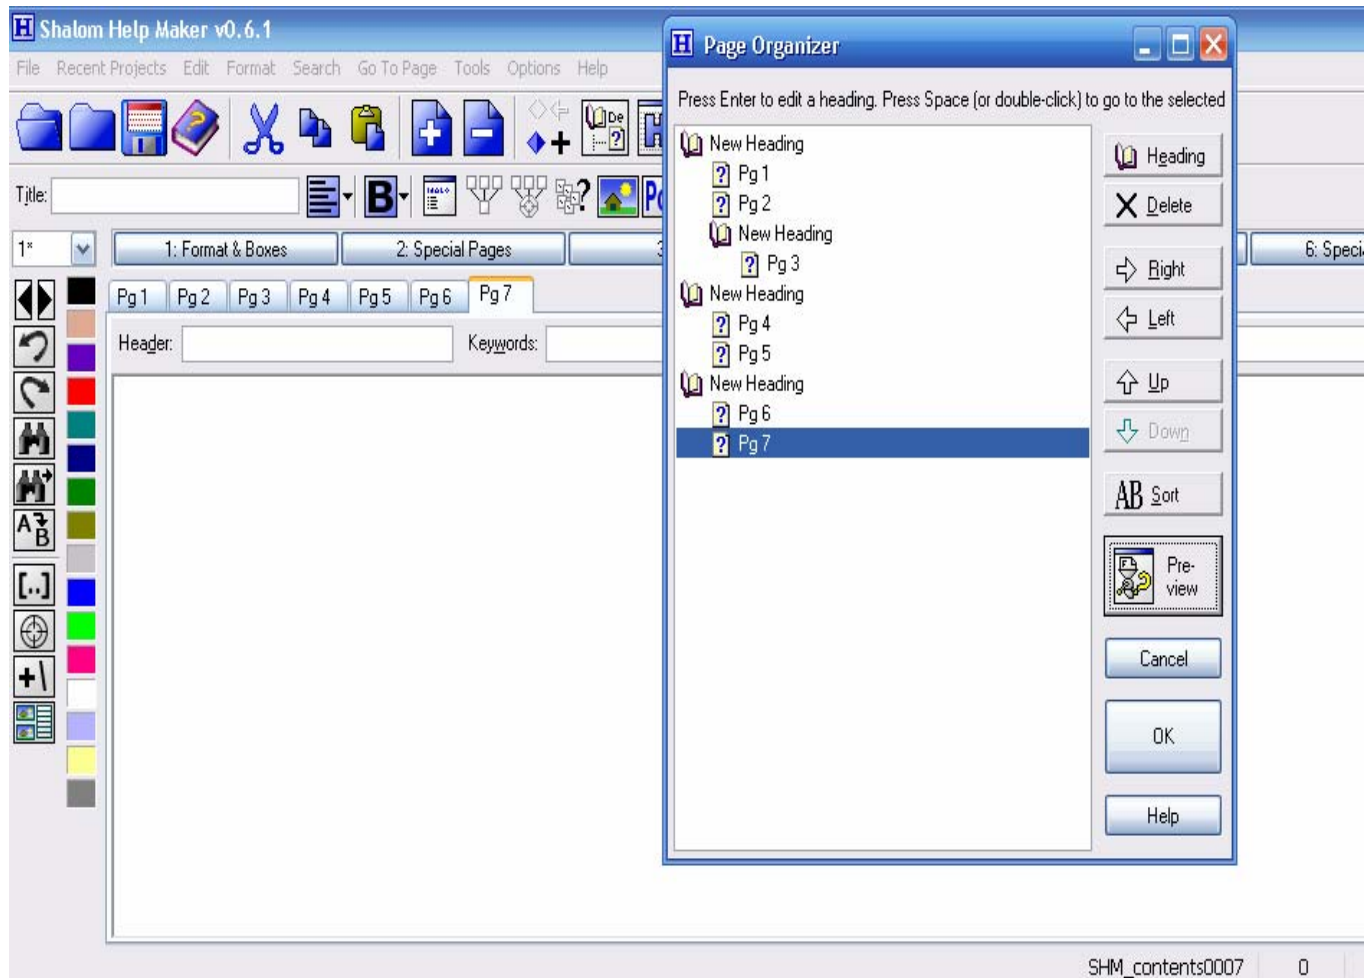 Shalom Help Maker v0.6.1
File Recent Projects Edit Format Search Go To Page Tools Options Help
Title:
B
1*
1: Format & Boxes
2: Special Pages
6: Speci
Pg 1 Pg 2 Pg 3 Pg 4 Pg 5 Pg 6 Pg 7
Header:
Keywords:
Page Organizer
Press Enter to edit a heading. Press Space (or double-click) to go to the selected
New Heading
Pg 1
Pg 2
New Heading
Pg 3
New Heading
Pg 4
Pg 5
New Heading
Pg 6
Pg 7
Heading
Delete
Right
Left
Up
Down
AB Sort
Pre-
view
Cancel
OK
Help
SHM_contents0007 0